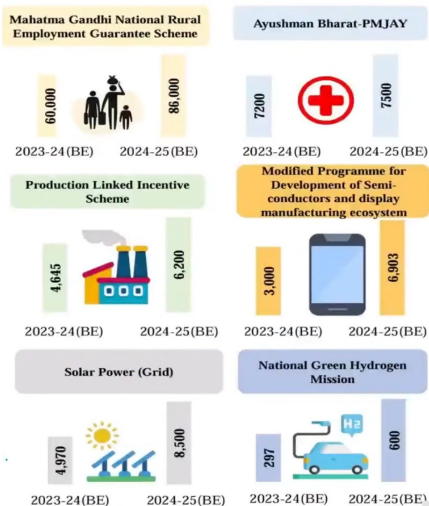 Mahatma Gandhi National Rural
Employment Guarantee Scheme
60,000
86,000
2023-24(BE)
2024-25(BE)
Ayushman Bharat-PMJAY
7200
7500
2023-24(BE)
2024-25(BE)
Production Linked Incentive
Scheme
4,645
6,200
2023-24(BE)
2024-25(BE)
Modified Programme for
Development of Semi-
conductors and display
manufacturing ecosystem
3,000
6,903
2023-24(BE)
2024-25(BE)
Solar Power (Grid)
4,970
8,500
2023-24(BE)
2024-25(BE)
National Green Hydrogen
Mission
297
H2
600
2023-24(BE)
2024-25(BE)